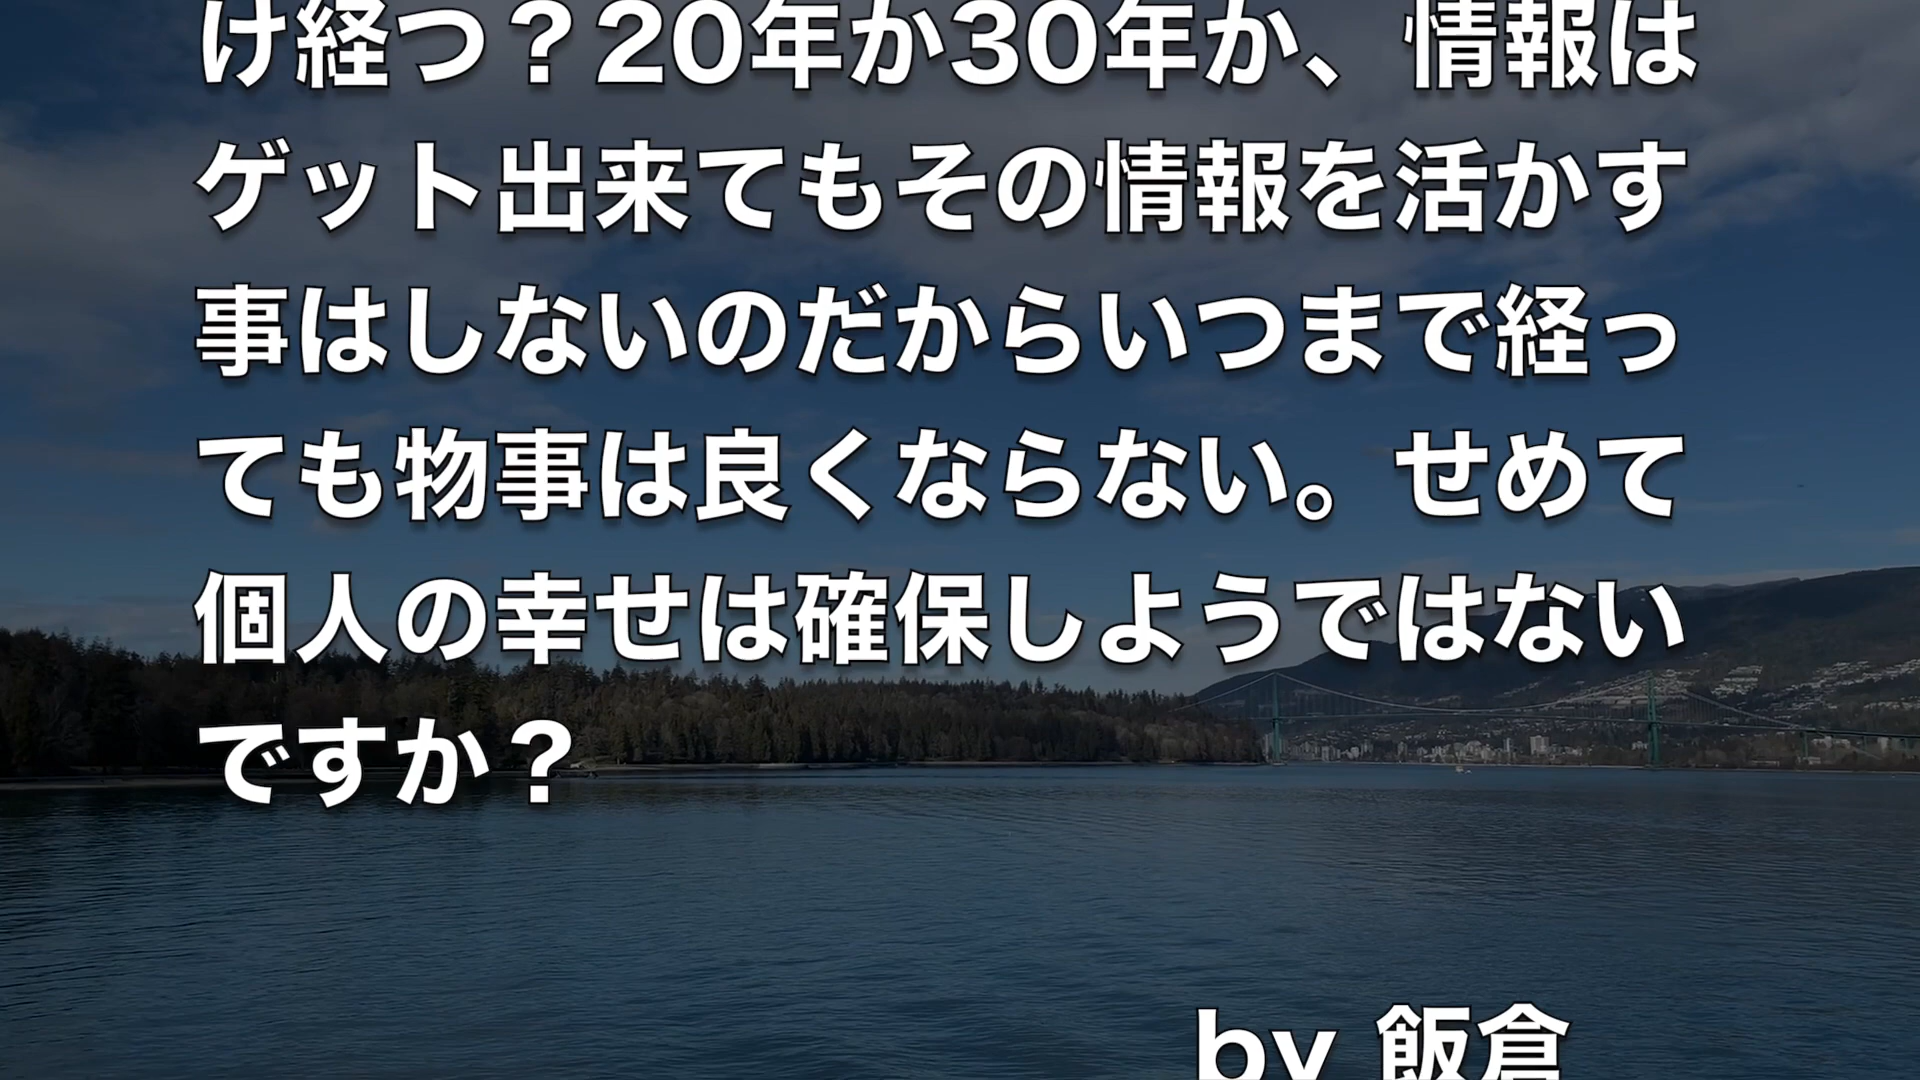 け経つ？20年か30年か、情報は
ゲット出来てもその情報を活かす
事はしないのだからいつまで経っ
ても物事は良くならない。せめて
個人の幸せは確保しようではない
ですか？
by 飯倉